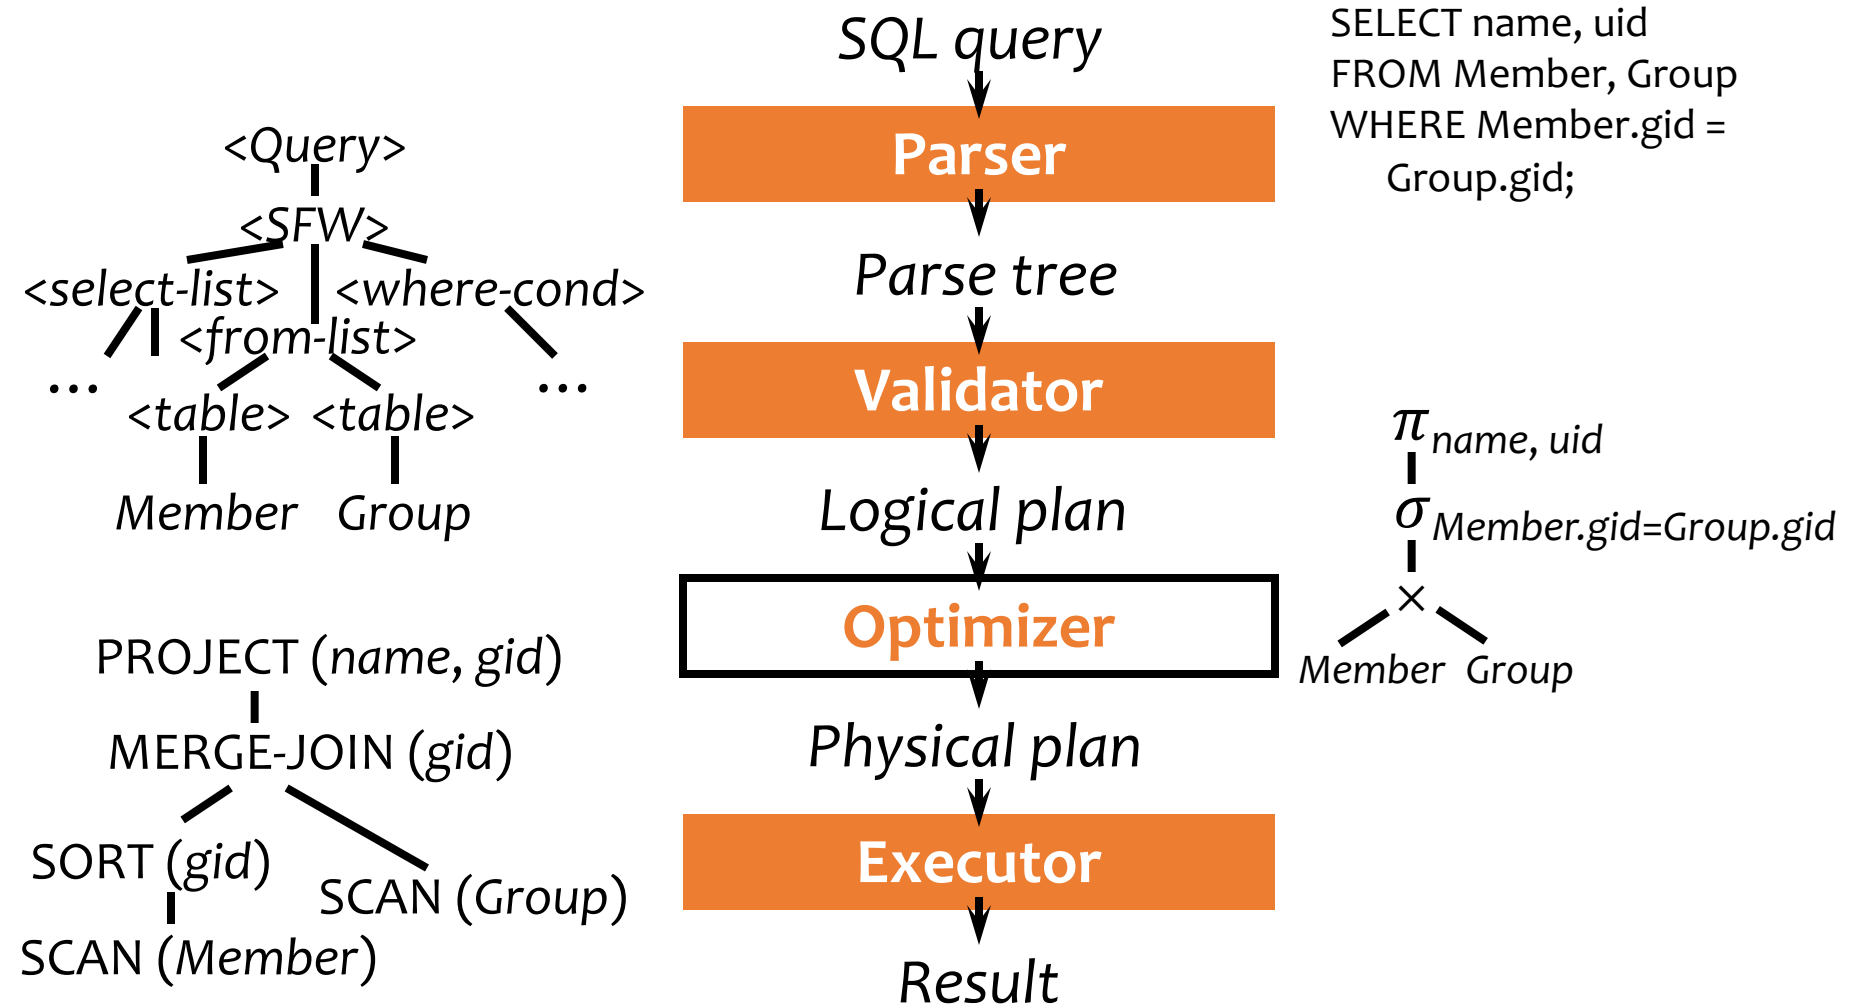 SQL query
Parser
Parse tree
Validator
Logical plan
Optimizer
Physical plan
Executor
Result
SELECT name, uid
FROM Member, Group
WHERE Member.gid =
Group.gid;
<Query>
<SFW>
<select-list> <where-cond>
<from-list>
... ...
<table> <table>
Member Group
π name, uid
σ Member.gid=Group.gid
×
Member Group
PROJECT (name, gid)
MERGE-JOIN (gid)
SORT (gid)
SCAN (Group)
SCAN (Member)